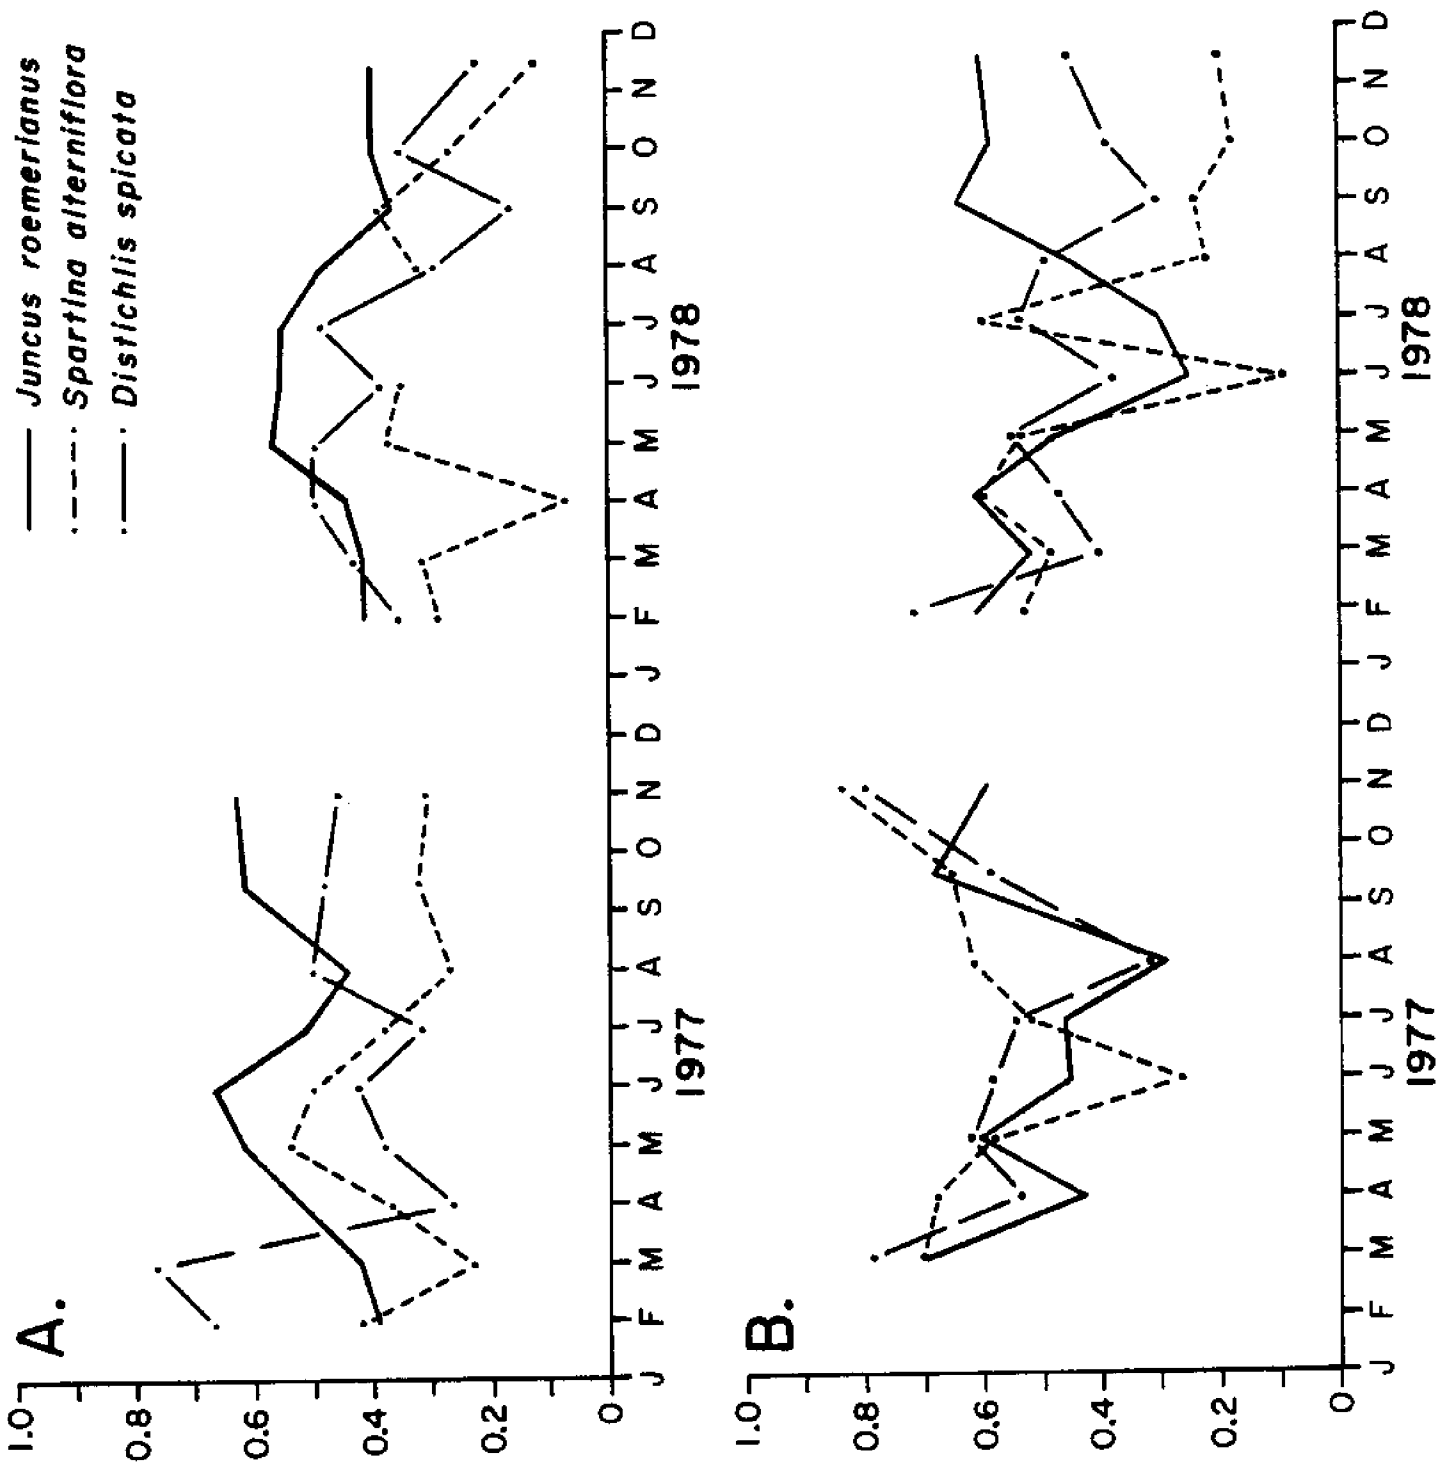 Juncus roemerianus
Spartina alterniflora
Distichlis spicata
A.
1.0
0.8
0.6
0.4
0.2
0
J F M A M J J A S O N D J F M A M J J A S O N D
1977 1978
B.
1.0
0.8
0.6
0.4
0.2
0
J F M A M J J A S O N D J F M A M J J A S O N D
1977 1978